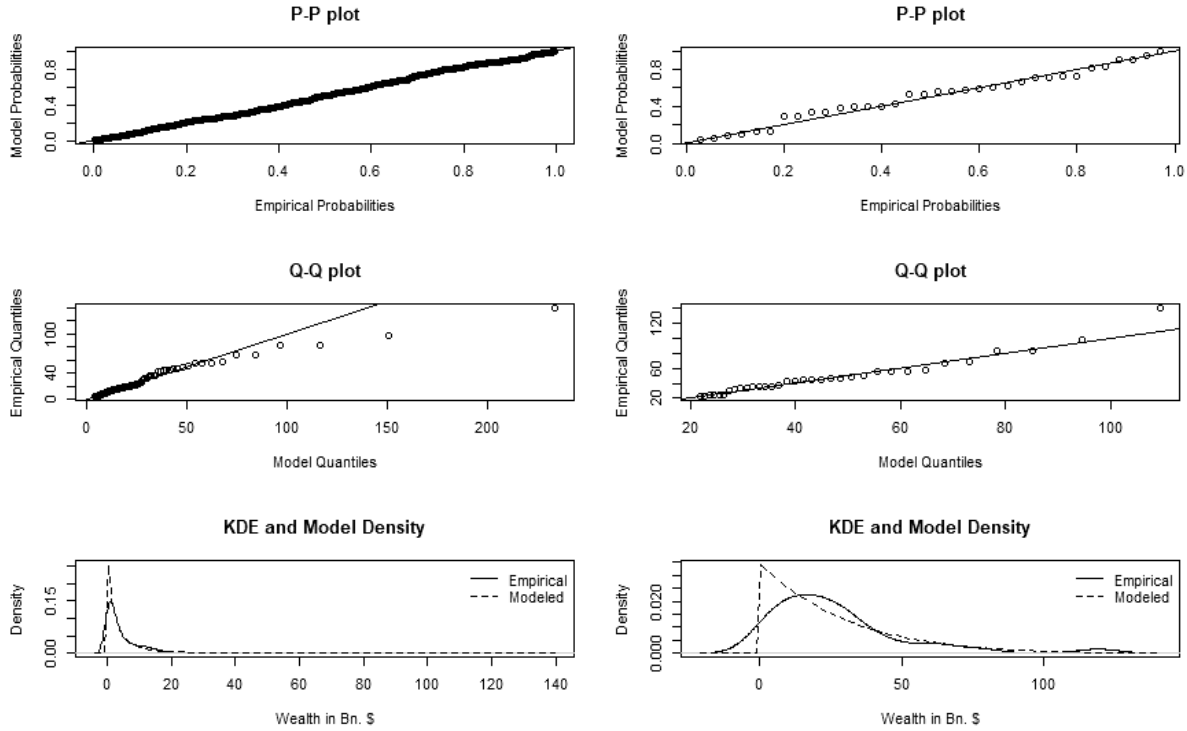 P-P plot
Model Probabilities
0.0 0.4 0.8
0.0 0.2 0.4 0.6 0.8 1.0
Empirical Probabilities
P-P plot
Model Probabilities
0.0 0.4 0.8
0.0 0.2 0.4 0.6 0.8 1.0
Empirical Probabilities
Q-Q plot
Empirical Quantiles
0 40 100
0 50 100 150 200
Model Quantiles
Q-Q plot
Empirical Quantiles
20 60 120
20 40 60 80 100
Model Quantiles
KDE and Model Density
Density
0.00 0.15
Empirical
Modeled
0 20 40 60 80 100 120 140
Wealth in Bn. $
KDE and Model Density
Density
0.000 0.020
Empirical
Modeled
0 50 100
Wealth in Bn. $